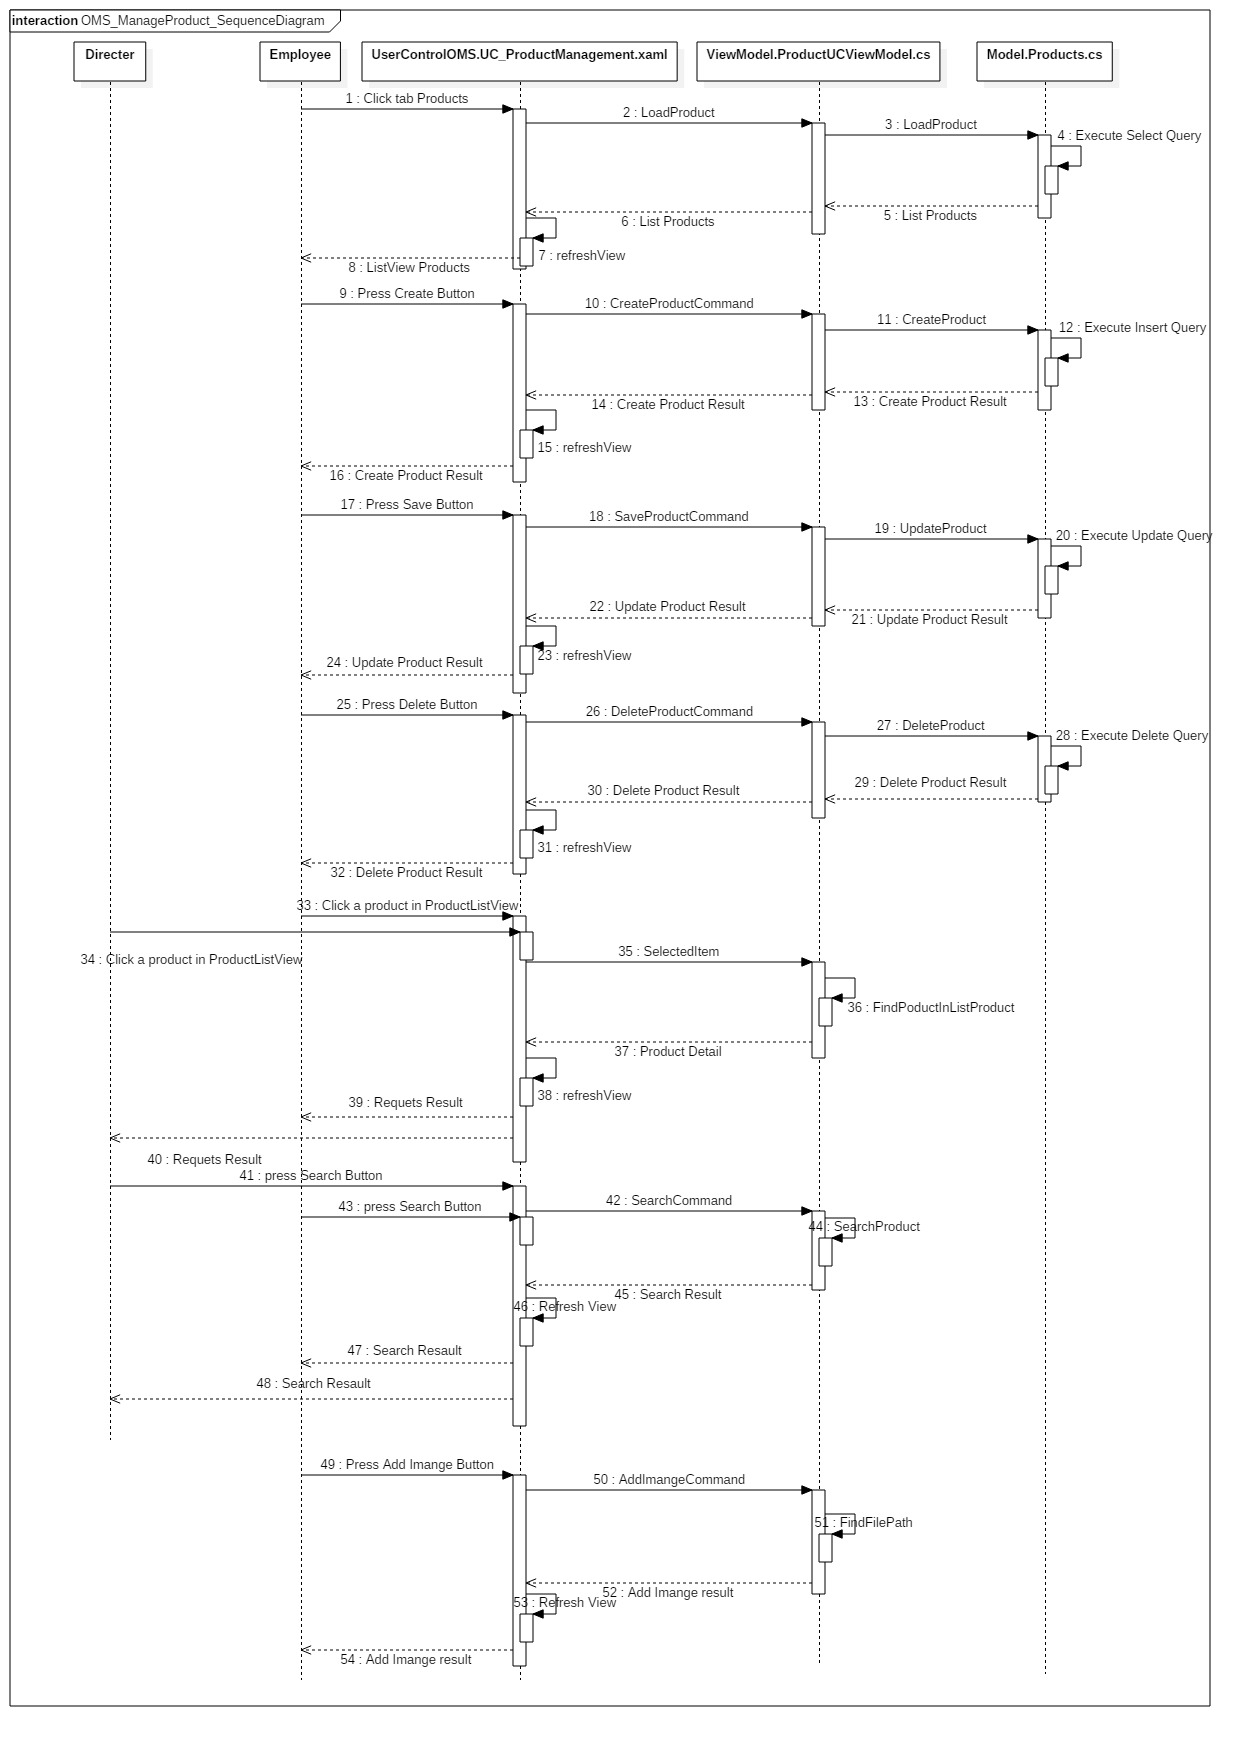 interaction OMS_ManageProduct_SequenceDiagram
Directer
Employee
UserControlOMS.UC_ProductManagement.xaml
ViewModel.ProductUCViewModel.cs
Model.Products.cs
1 : Click tab Products
2 : LoadProduct
3 : LoadProduct
4 : Execute Select Query
5 : List Products
6 : List Products
7 : refreshView
8 : ListView Products
9 : Press Create Button
10 : CreateProductCommand
11 : CreateProduct
12 : Execute Insert Query
13 : Create Product Result
14 : Create Product Result
15 : refreshView
16 : Create Product Result
17 : Press Save Button
18 : SaveProductCommand
19 : UpdateProduct
20 : Execute Update Query
21 : Update Product Result
22 : Update Product Result
23 : refreshView
24 : Update Product Result
25 : Press Delete Button
26 : DeleteProductCommand
27 : DeleteProduct
28 : Execute Delete Query
29 : Delete Product Result
30 : Delete Product Result
31 : refreshView
32 : Delete Product Result
33 : Click a product in ProductListView
34 : Click a product in ProductListView
35 : SelectedItem
36 : FindPoductInListProduct
37 : Product Detail
38 : refreshView
39 : Requets Result
40 : Requets Result
41 : press Search Button
42 : SearchCommand
43 : press Search Button
44 : SearchProduct
45 : Search Result
46 : Refresh View
47 : Search Resault
48 : Search Resault
49 : Press Add Imange Button
50 : AddImangeCommand
51 : FindFilePath
52 : Add Imange result
53 : Refresh View
54 : Add Imange result